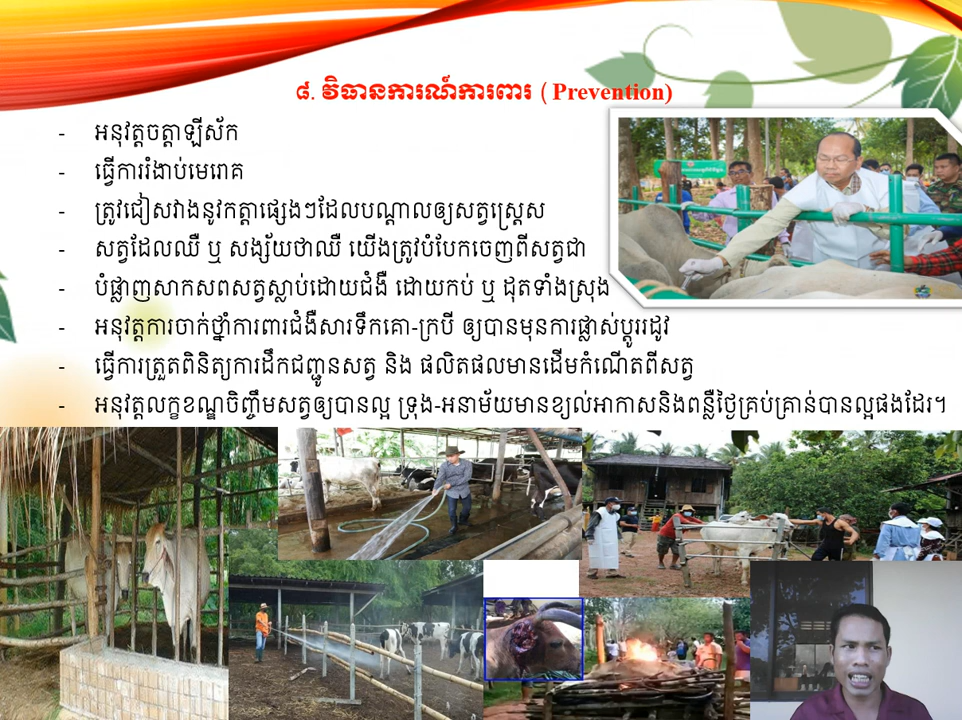 ៨. វិធានការណ៍ការពារ (Prevention)
- អនុវត្តចត្តាឡីស័ក
- ធ្វើការរំងាប់មេរោគ
- ត្រូវជៀសវាងនូវកត្តាផ្សេងៗដែលបណ្តាលឲ្យសត្វស្ត្រេស
- សត្វដែលឈឺ ឬ សង្ស័យថាឈឺ យើងត្រូវបំបែកចេញពីសត្វជា
- បំផ្លាញសាកសពសត្វស្លាប់ដោយជំងឺ ដោយកប់ ឬ ដុតទាំងស្រុង
- អនុវត្តការចាក់ថ្នាំការពារជំងឺសារទឹកគោ-ក្របី ឲ្យបានមុនការផ្លាស់ប្តូររដូវ
- ធ្វើការត្រួតពិនិត្យការដឹកជញ្ជូនសត្វ និង ផលិតផលមានដើមកំណើតពីសត្វ
- អនុវត្តលក្ខខណ្ឌចិញ្ចឹមសត្វឲ្យបានល្អ ទ្រុង-អនាម័យមានខ្យល់អាកាសនិងពន្លឺថ្ងៃគ្រប់គ្រាន់បានល្អផងដែរ។